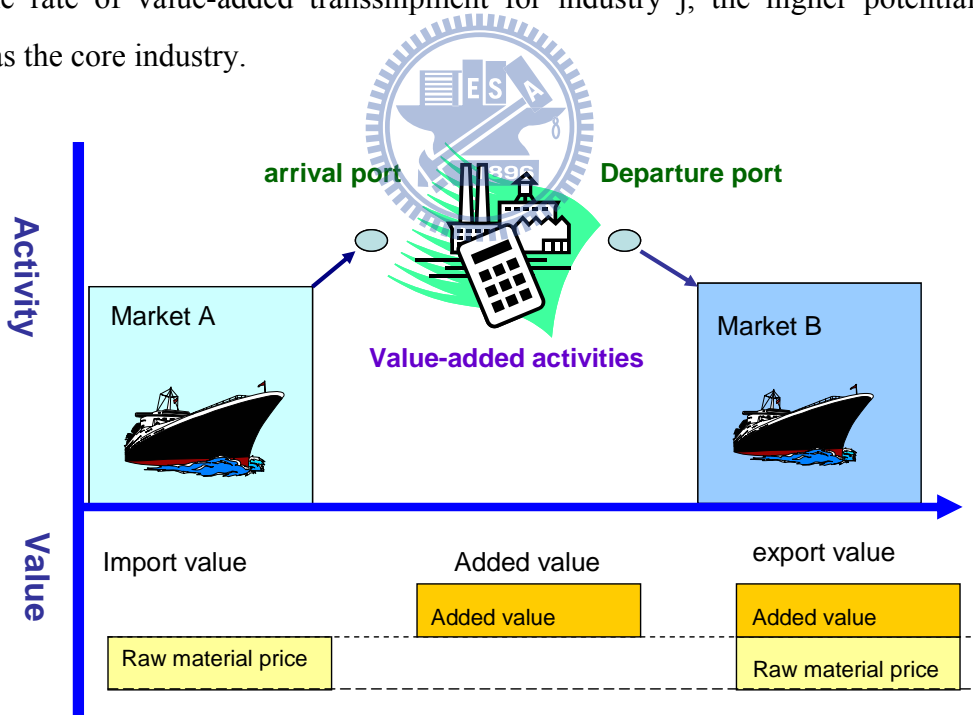 rate of value-added transshipment for industry j, the higher potential
as the core industry.
E S A
1896
arrival port
Departure port
Activity
Market A
Market B
Value-added activities
Value
Import value
Added value
export value
Added value
Added value
Raw material price
Raw material price